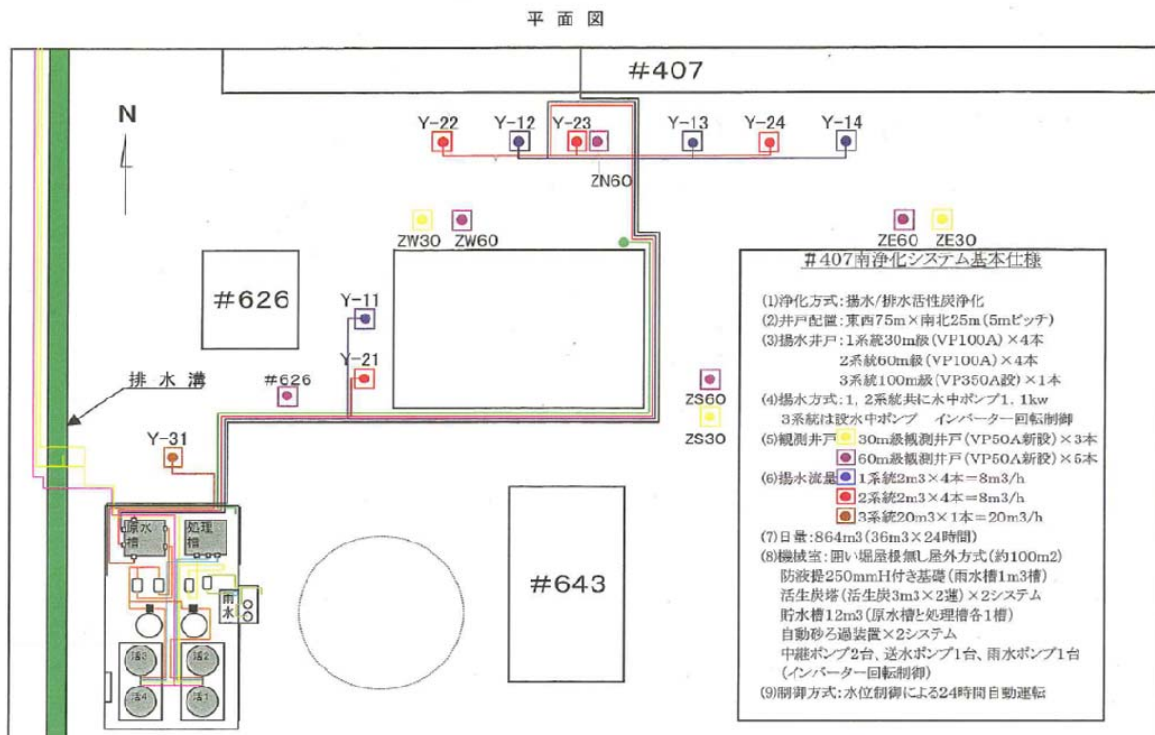 平面図
#407
N
Y-22
Y-12
Y-23
Y-13
Y-24
Y-14
ZN60
ZW30
ZW60
ZE60
ZE30
#626
Y-11
Y-21
#626
排水溝
ZS60
ZS30
Y-31
原水槽
処理槽
雨水
活3
活2
活4
活1
#643
#407南浄化システム基本仕様
(1)浄化方式:揚水/排水活性炭浄化
(2)井戸配置:東西75m×南北25m(5mピッチ)
(3)揚水井戸:1系統30m級(VP100A)×4本
2系統60m級(VP100A)×4本
3系統100m級(VP350A設)×1本
(4)揚水方式:1, 2系統共に水中ポンプ1, 1kw
3系統は設水中ポンプ インバーター回転制御
(5)観測井戸 30m級観測井戸(VP50A新設)×3本
60m級観測井戸(VP50A新設)×5本
(6)揚水流量 1系統2m3×4本=8m3/h
2系統2m3×4本=8m3/h
3系統20m3×1本=20m3/h
(7)日量:864m3(36m3×24時間)
(8)機械室:囲い堀屋根無し屋外方式(約100m2)
防液提250mmH付き基礎(雨水槽1m3槽)
活生炭塔(活生炭3m3×2連)×2システム
貯水槽12m3(原水槽と処理槽各1槽)
自動砂ろ過装置×2システム
中継ポンプ2台、送水ポンプ1台、雨水ポンプ1台
(インバーター回転制御)
(9)制御方式:水位制御による24時間自動運転